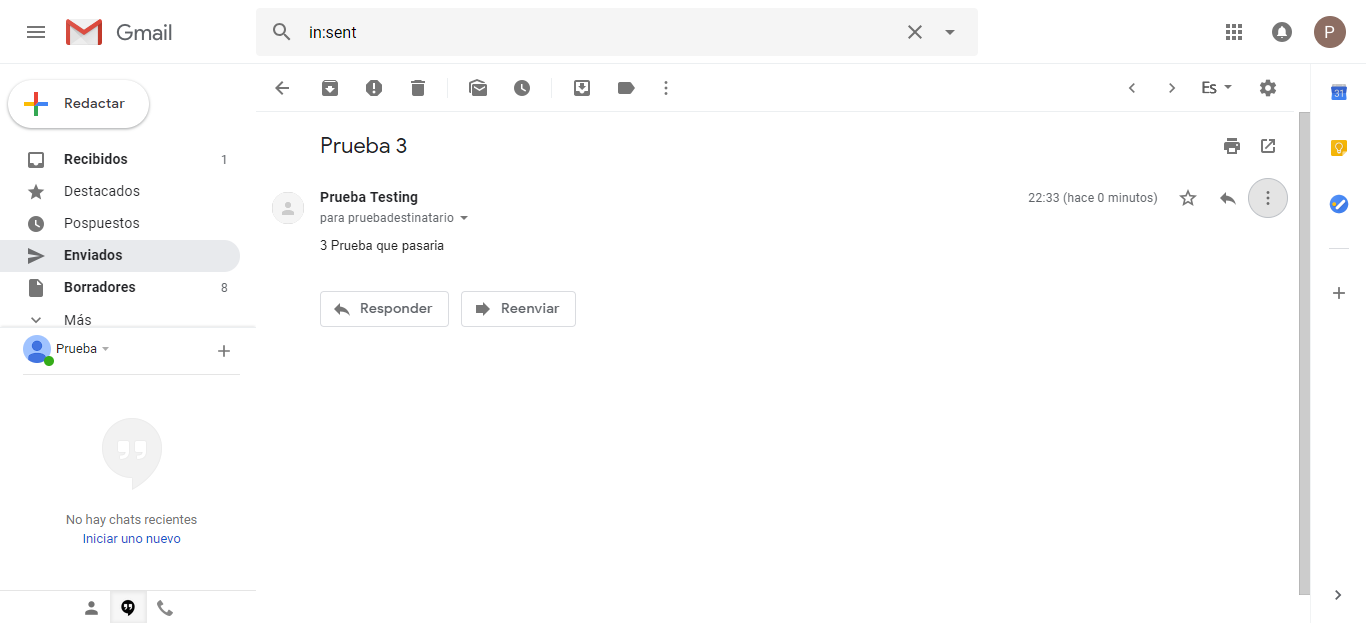 Gmail
in:sent
P
Redactar
Es
31
Recibidos 1
Destacados
Pospuestos
Enviados
Borradores 8
Más
Prueba
No hay chats recientes
Iniciar uno nuevo
Prueba 3
Prueba Testing
22:33 (hace 0 minutos)
para pruebadestinatario
3 Prueba que pasaria
Responder
Reenviar